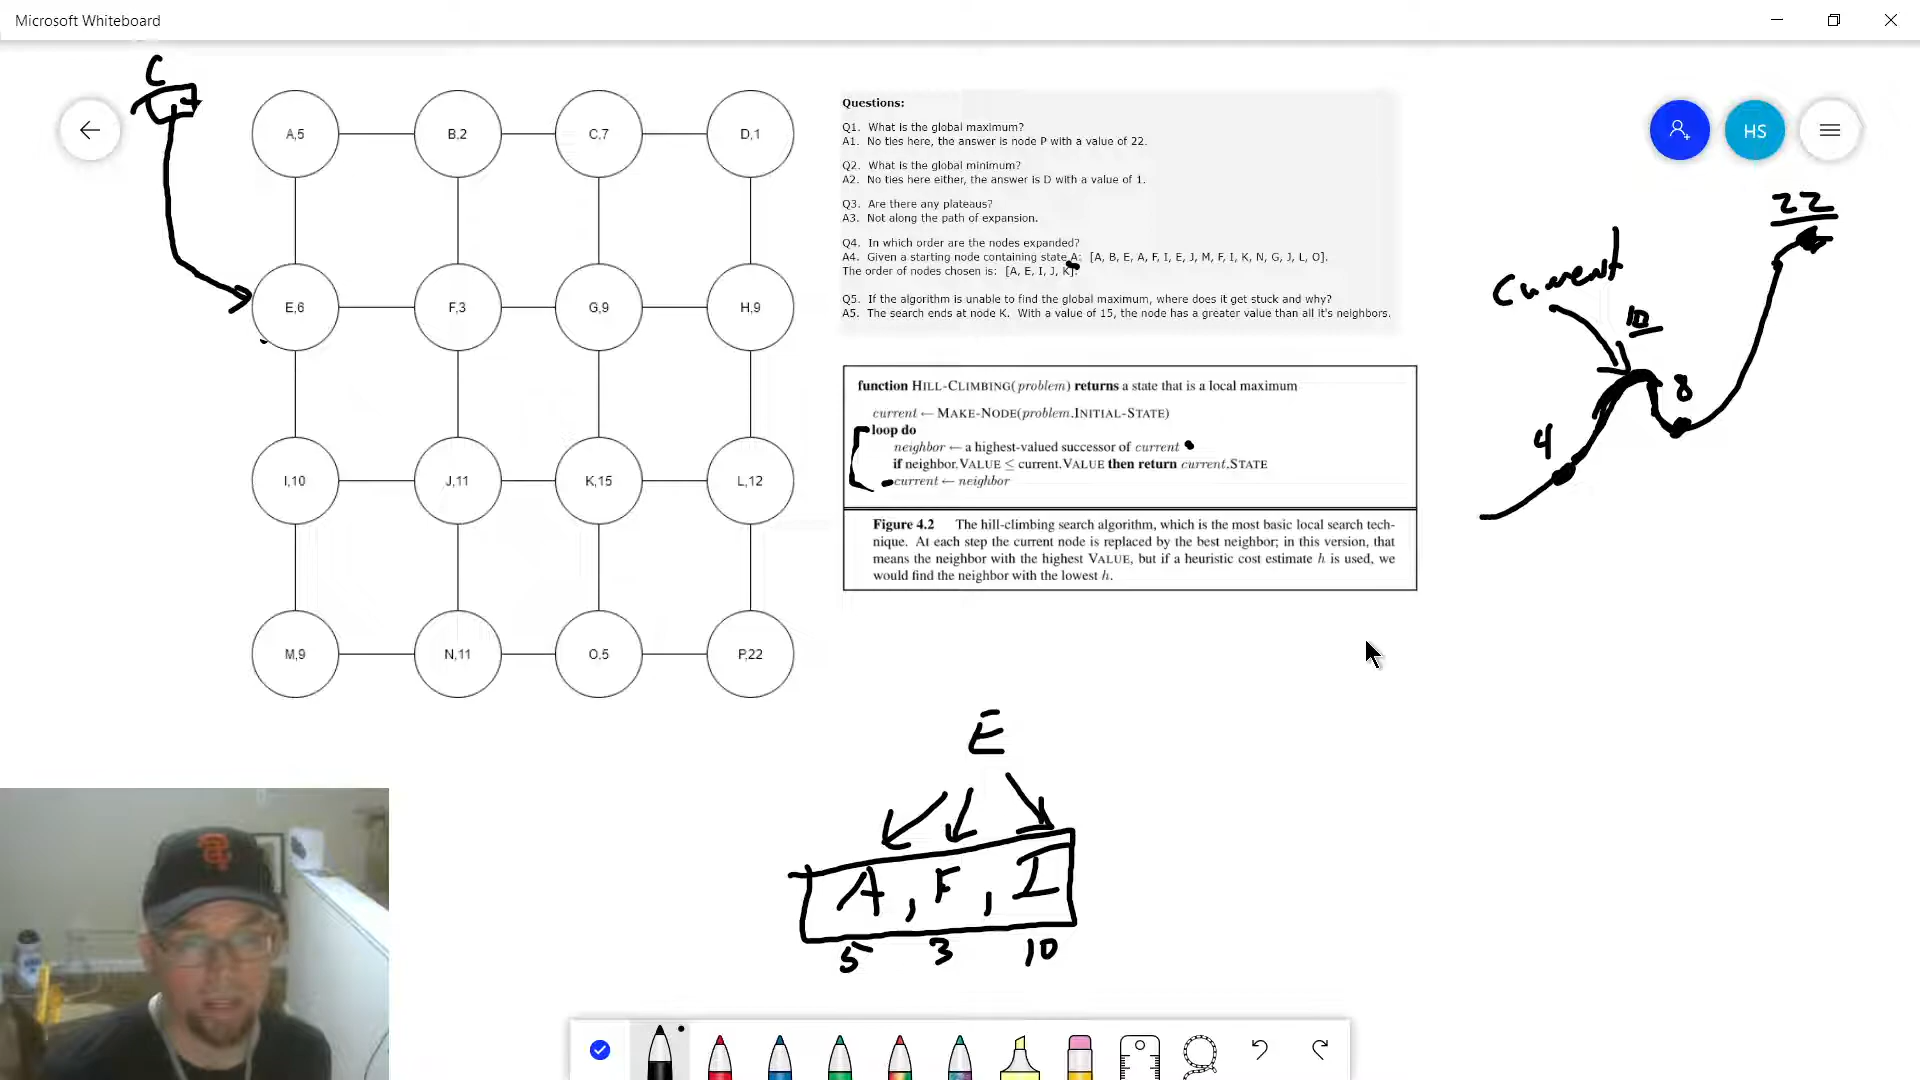 Microsoft Whiteboard
C
A,5
B,2
C,7
D,1
E,6
F,3
G,9
H,9
I,10
J,11
K,15
L,12
M,9
N,11
O,5
P,22
Questions:
Q1. What is the global maximum?
A1. No ties here, the answer is node P with a value of 22.
Q2. What is the global minimum?
A2. No ties here either, the answer is D with a value of 1.
Q3. Are there any plateaus?
A3. Not along the path of expansion.
Q4. In which order are the nodes expanded?
A4. Given a starting node containing state A: [A, B, E, A, F, I, E, J, M, F, I, K, N, G, J, L, O].
The order of nodes chosen is: [A, E, I, J, K].
Q5. If the algorithm is unable to find the global maximum, where does it get stuck and why?
A5. The search ends at node K. With a value of 15, the node has a greater value than all it's neighbors.
function HILL-CLIMBING(problem) returns a state that is a local maximum
current ← MAKE-NODE(problem.INITIAL-STATE)
loop do
neighbor ← a highest-valued successor of current
if neighbor.VALUE ≤ current.VALUE then return current.STATE
current ← neighbor
Figure 4.2 The hill-climbing search algorithm, which is the most basic local search tech-
nique. At each step the current node is replaced by the best neighbor; in this version, that
means the neighbor with the highest VALUE, but if a heuristic cost estimate h is used, we
would find the neighbor with the lowest h.
HS
22
Current
10
8
4
E
A, F, I
5 3 10